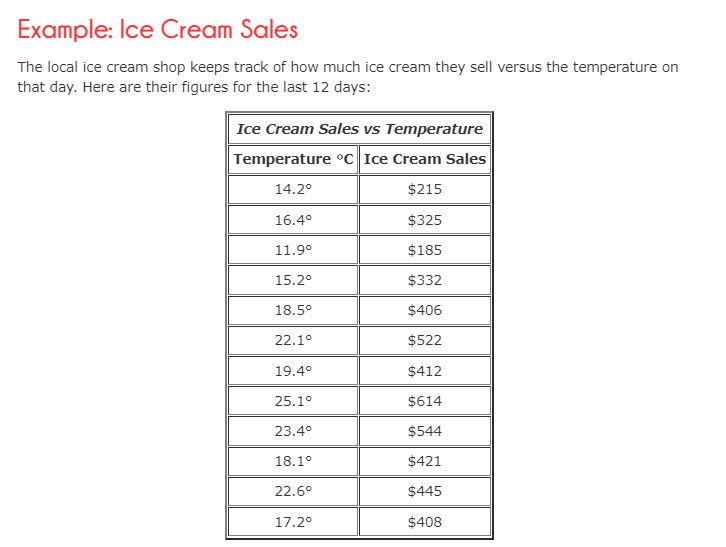 Example: Ice Cream Sales
The local ice cream shop keeps track of how much ice cream they sell versus the temperature on
that day. Here are their figures for the last 12 days:
Ice Cream Sales vs Temperature
Temperature °C Ice Cream Sales
14.2° $215
16.4° $325
11.9° $185
15.2° $332
18.5° $406
22.1° $522
19.4° $412
25.1° $614
23.4° $544
18.1° $421
22.6° $445
17.2° $408